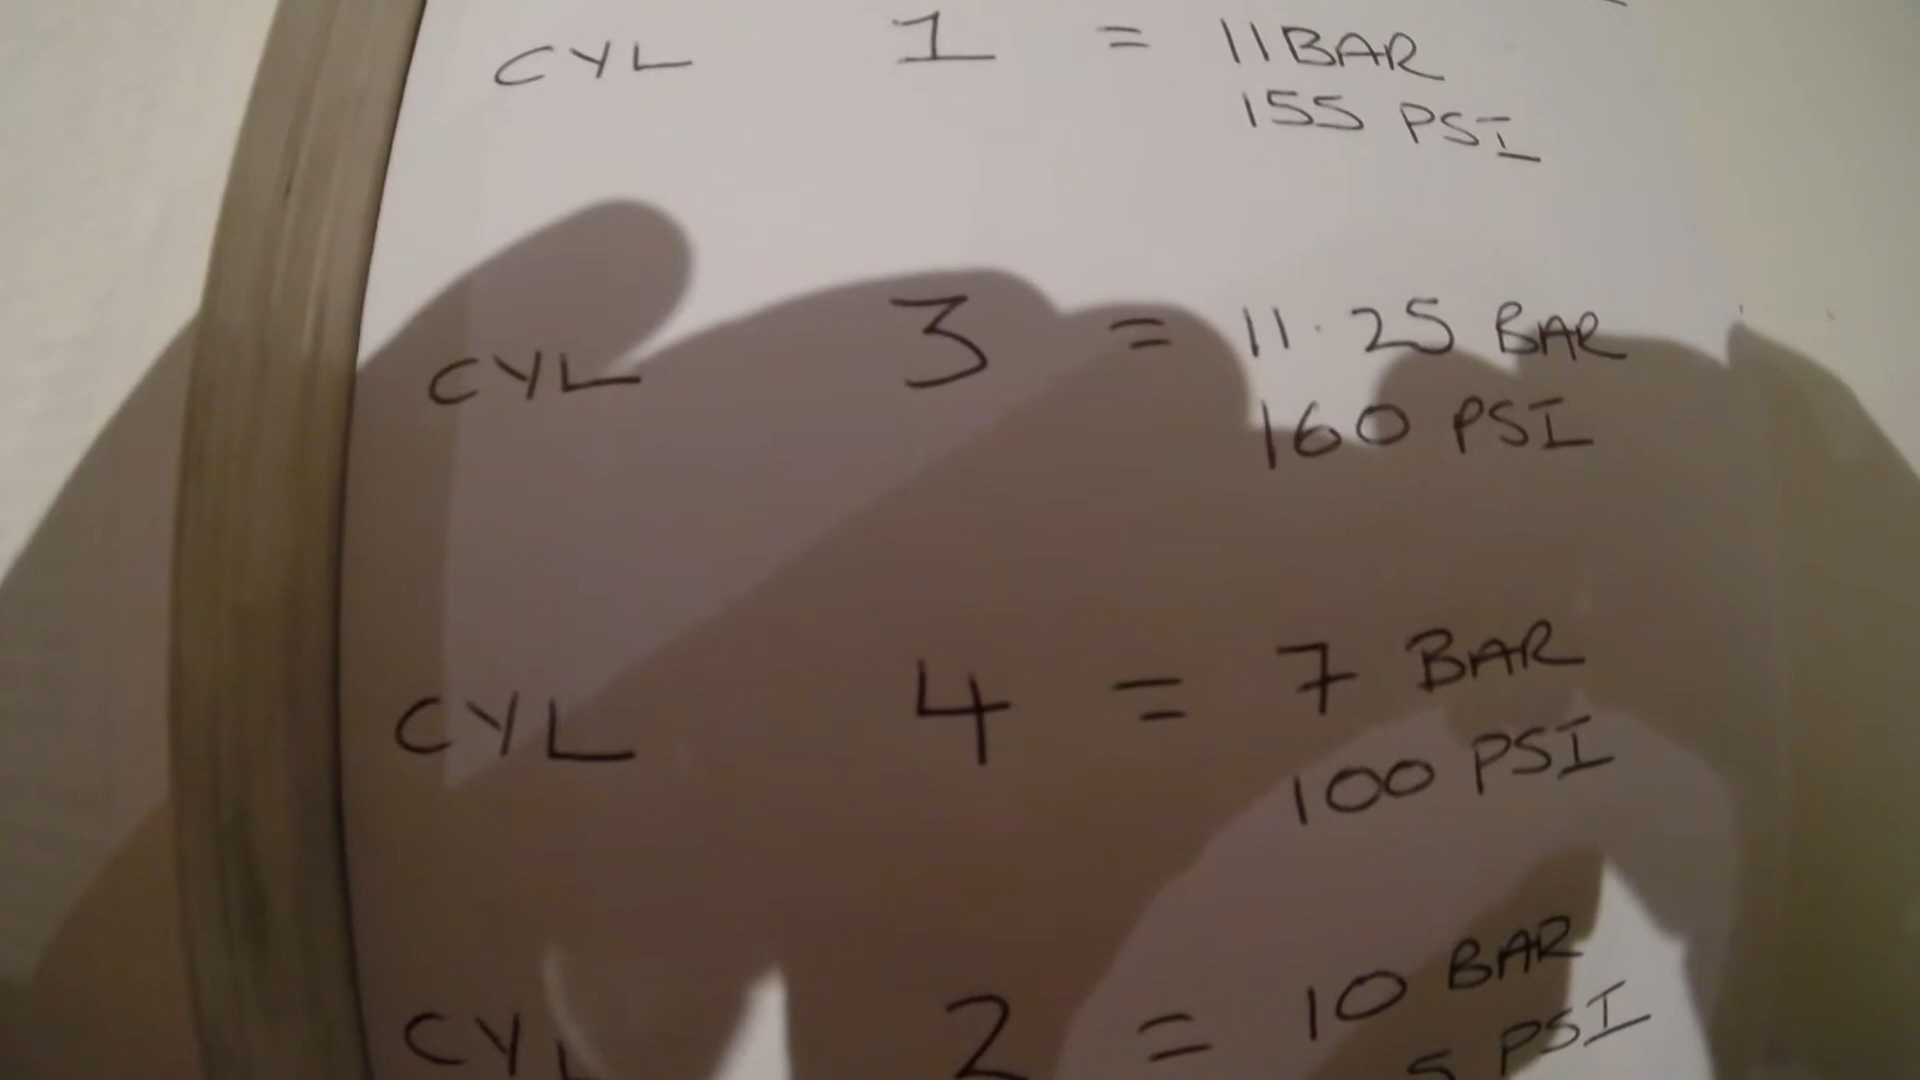 CYL 1 = 11BAR
155 PSI
CYL 3 = 11.25 BAR
160 PSI
CYL 4 = 7 BAR
100 PSI
CYL 2 = 10 BAR
PSI